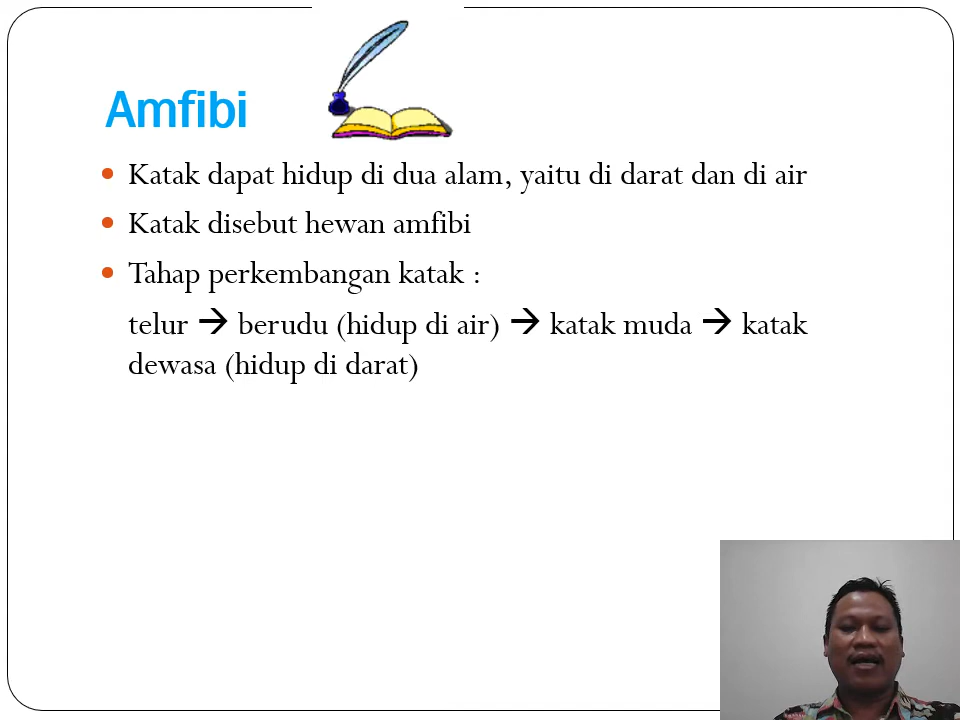 Amfibi
Katak dapat hidup di dua alam, yaitu di darat dan di air
Katak disebut hewan amfibi
Tahap perkembangan katak :
telur → berudu (hidup di air) → katak muda → katak
dewasa (hidup di darat)